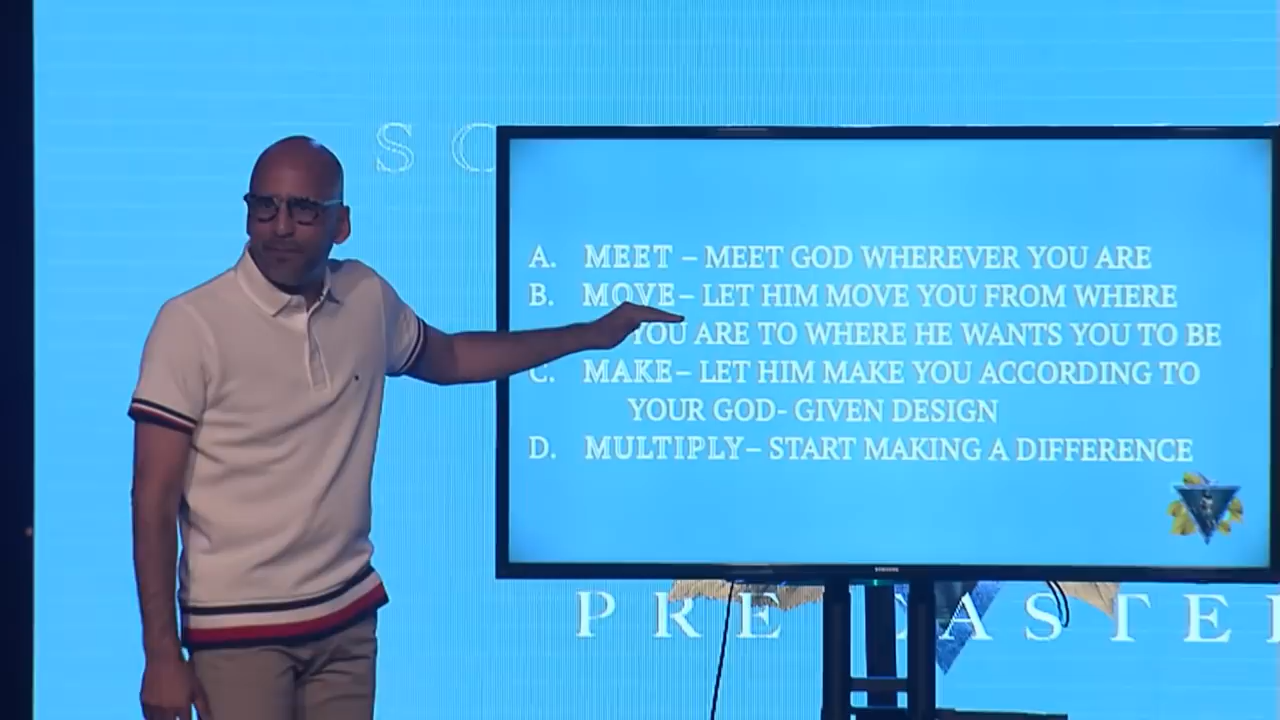 S
A. MEET – MEET GOD WHEREVER YOU ARE
B. MOVE – LET HIM MOVE YOU FROM WHERE
YOU ARE TO WHERE HE WANTS YOU TO BE
C. MAKE – LET HIM MAKE YOU ACCORDING TO
YOUR GOD- GIVEN DESIGN
D. MULTIPLY – START MAKING A DIFFERENCE
SAMSUNG
PRE EASTE